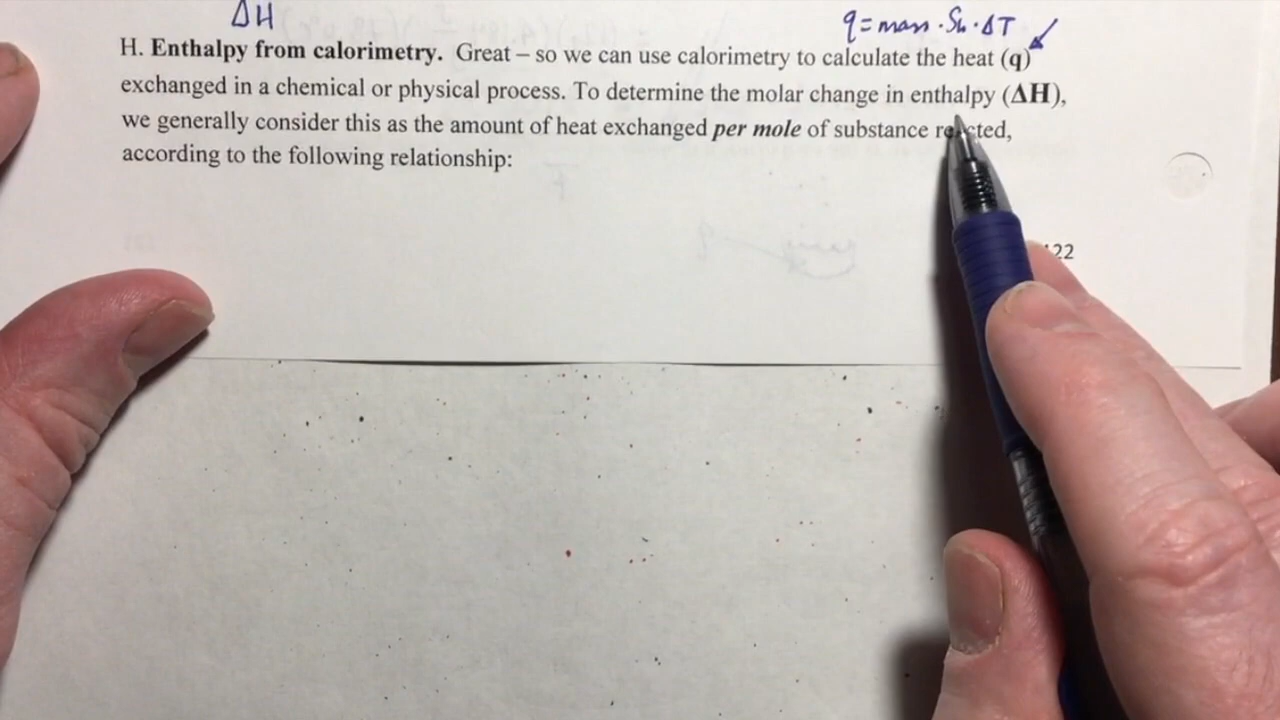 ΔH
q = mass · Sh · ΔT
H. Enthalpy from calorimetry. Great – so we can use calorimetry to calculate the heat (q)
exchanged in a chemical or physical process. To determine the molar change in enthalpy (ΔH),
we generally consider this as the amount of heat exchanged per mole of substance reacted,
according to the following relationship:
22